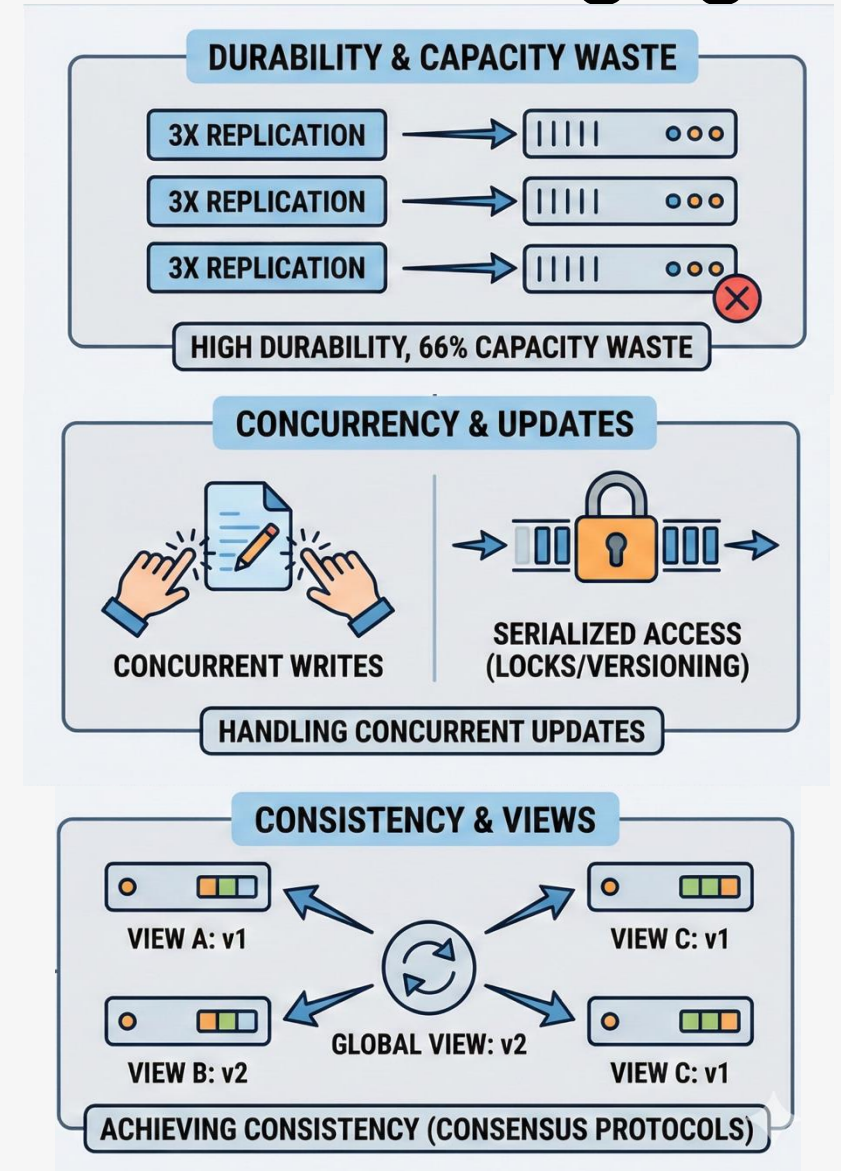 DURABILITY & CAPACITY WASTE
3X REPLICATION
3X REPLICATION
3X REPLICATION
HIGH DURABILITY, 66% CAPACITY WASTE
CONCURRENCY & UPDATES
CONCURRENT WRITES
SERIALIZED ACCESS
(LOCKS/VERSIONING)
HANDLING CONCURRENT UPDATES
CONSISTENCY & VIEWS
VIEW A: v1
VIEW C: v1
GLOBAL VIEW: v2
VIEW B: v2
VIEW C: v1
ACHIEVING CONSISTENCY (CONSENSUS PROTOCOLS)